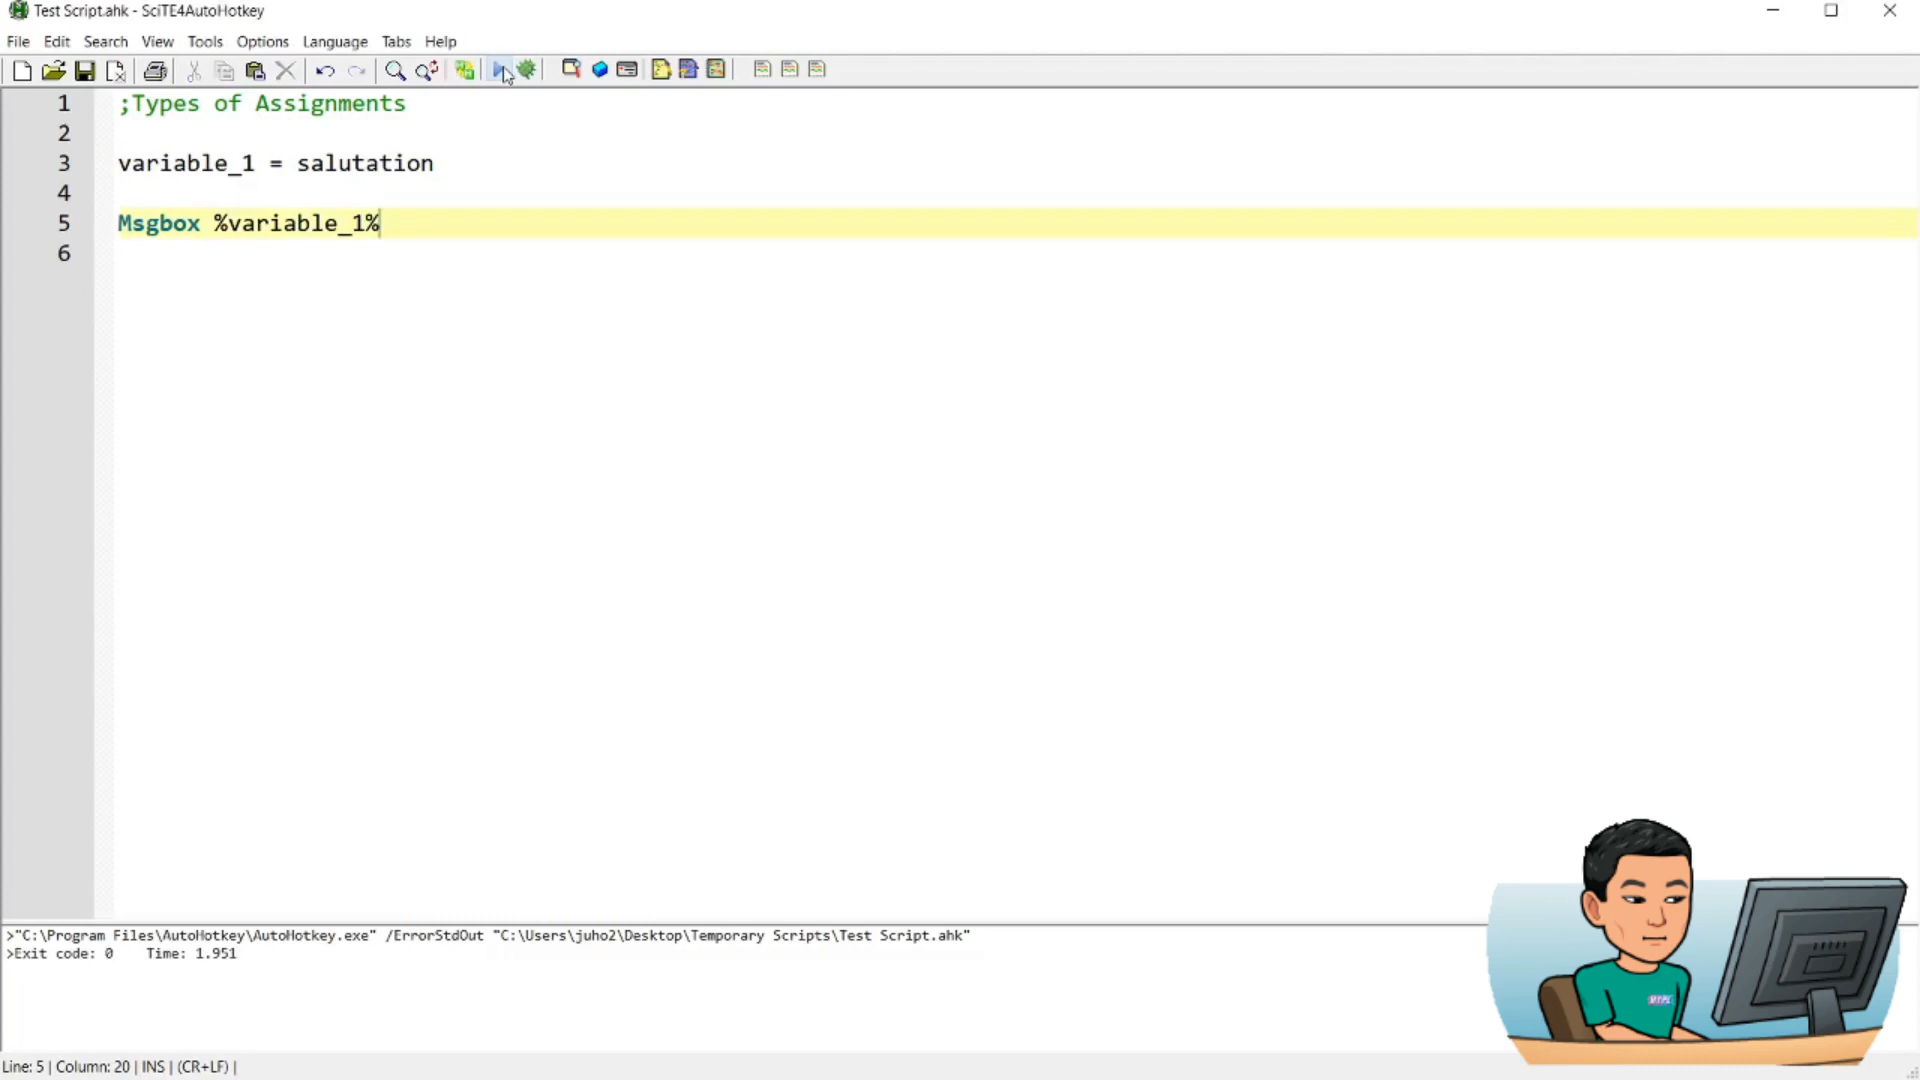 Test Script.ahk - SciTE4AutoHotkey
File Edit Search View Tools Options Language Tabs Help
1 ;Types of Assignments
2
3 variable_1 = salutation
4
5 Msgbox %variable_1%
6
>"C:\Program Files\AutoHotkey\AutoHotkey.exe" /ErrorStdOut "C:\Users\juho2\Desktop\Temporary Scripts\Test Script.ahk"
>Exit code: 0    Time: 1.951
Line: 5 | Column: 20 | INS | (CR+LF) |